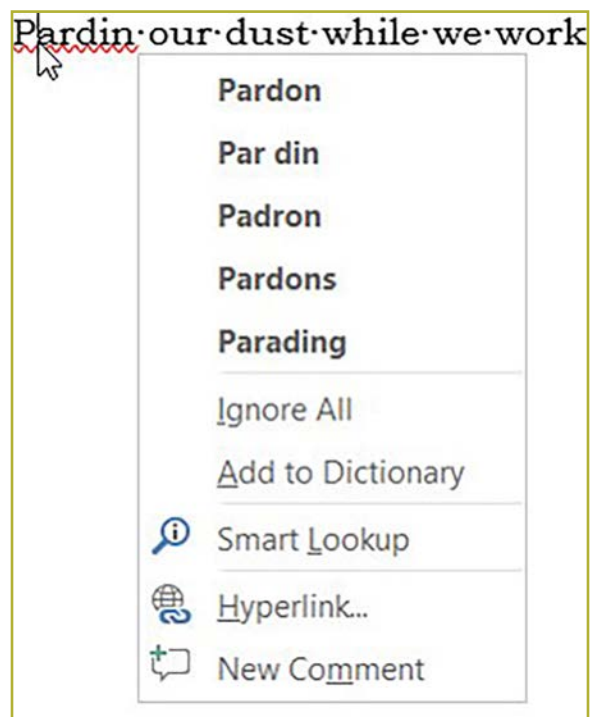 Pardin·our·dust·while·we·work
Pardon
Par din
Padron
Pardons
Parading
Ignore All
Add to Dictionary
Smart Lookup
Hyperlink...
New Comment